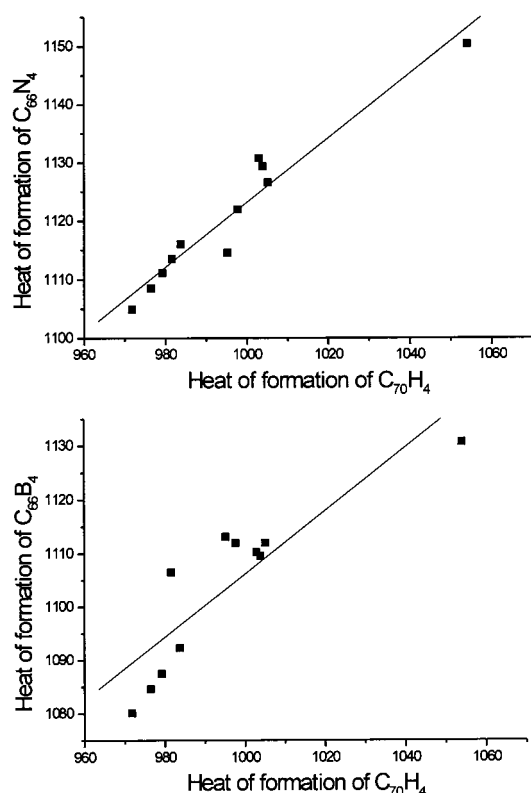 Heat of formation of C₆₆N₄
1150
1140
1130
1120
1110
1100
960 980 1000 1020 1040 1060
Heat of formation of C₇₀H₄
Heat of formation of C₆₆B₄
1130
1120
1110
1100
1090
1080
960 980 1000 1020 1040 1060
Heat of formation of C₇₀H₄